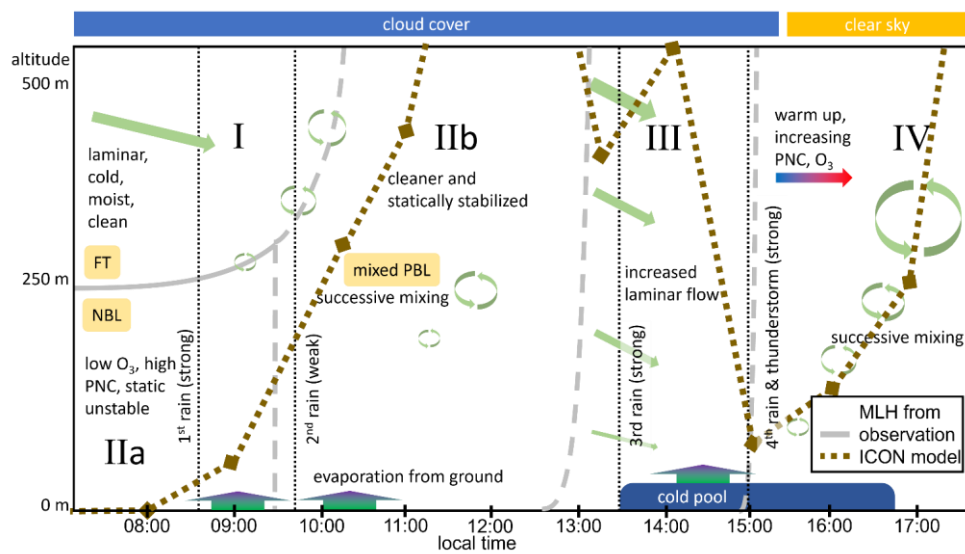 cloud cover
clear sky
altitude
500 m
250 m
0 m
I
laminar,
cold,
moist,
clean
FT
NBL
low O₃, high
PNC, static
unstable
IIa
1st rain (strong)
2nd rain (weak)
IIb
cleaner and
statically stabilized
mixed PBL
successive mixing
evaporation from ground
III
increased
laminar flow
3rd rain (strong)
cold pool
4th rain & thunderstorm (strong)
warm up,
increasing
PNC, O₃
IV
successive mixing
MLH from
observation
ICON model
08:00
09:00
10:00
11:00
12:00
13:00
14:00
15:00
16:00
17:00
local time